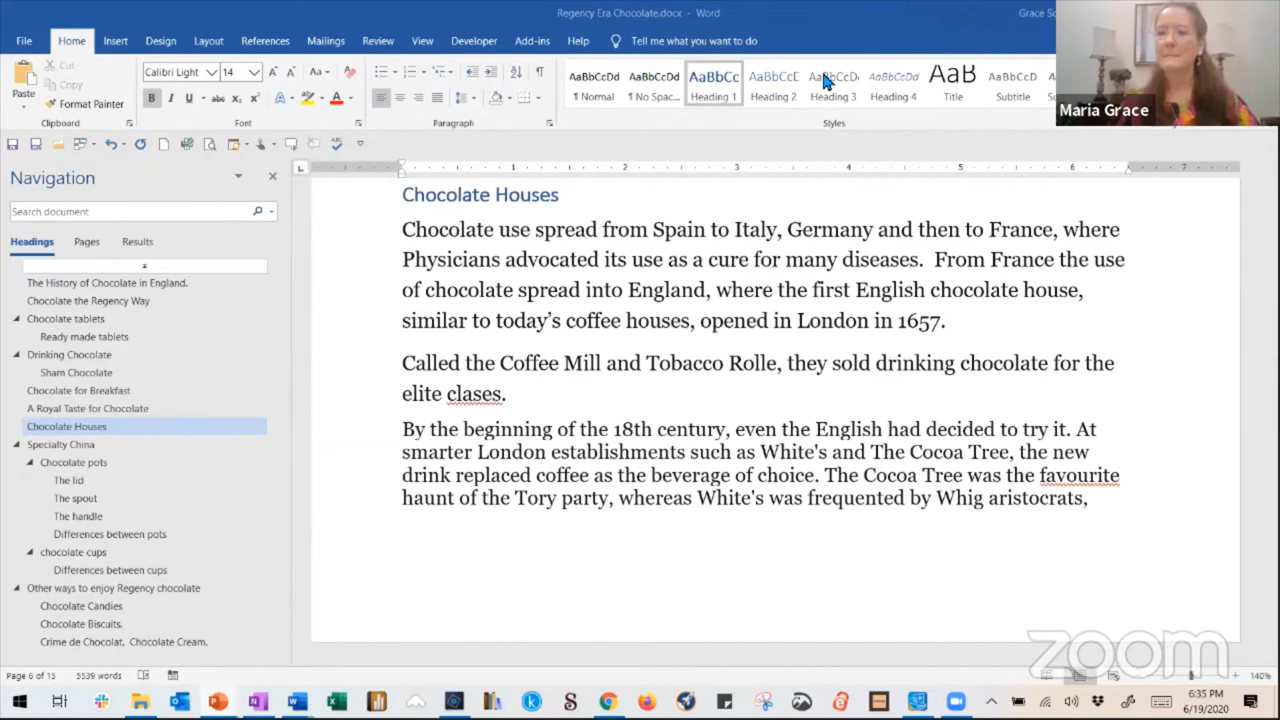 Regency Era Chocolate.docx - Word
Grace Sc
File Home Insert Design Layout References Mailings Review View Developer Add-ins Help Tell me what you want to do
Cut
Copy
Format Painter
Paste
Clipboard
Calibri Light 14
Font
Paragraph
AaBbCcDd AaBbCcDd AaBbCc AaBbCcE AaBbCcD AaBbCcDd AaB AaBbCcD
¶ Normal ¶ No Spac... Heading 1 Heading 2 Heading 3 Heading 4 Title Subtitle
Styles
Maria Grace
Navigation
Search document
Headings Pages Results
The History of Chocolate in England.
Chocolate the Regency Way
Chocolate tablets
Ready made tablets
Drinking Chocolate
Sham Chocolate
Chocolate for Breakfast
A Royal Taste for Chocolate
Chocolate Houses
Specialty China
Chocolate pots
The lid
The spout
The handle
Differences between pots
chocolate cups
Differences between cups
Other ways to enjoy Regency chocolate
Chocolate Candies
Chocolate Biscuits.
Crime de Chocolat. Chocolate Cream.
1 2 3 4 5 6 7
Chocolate Houses
Chocolate use spread from Spain to Italy, Germany and then to France, where
Physicians advocated its use as a cure for many diseases. From France the use
of chocolate spread into England, where the first English chocolate house,
similar to today’s coffee houses, opened in London in 1657.
Called the Coffee Mill and Tobacco Rolle, they sold drinking chocolate for the
elite clases.
By the beginning of the 18th century, even the English had decided to try it. At
smarter London establishments such as White's and The Cocoa Tree, the new
drink replaced coffee as the beverage of choice. The Cocoa Tree was the favourite
haunt of the Tory party, whereas White's was frequented by Whig aristocrats,
zoom
Page 6 of 15 5539 words
140%
6:35 PM
6/19/2020